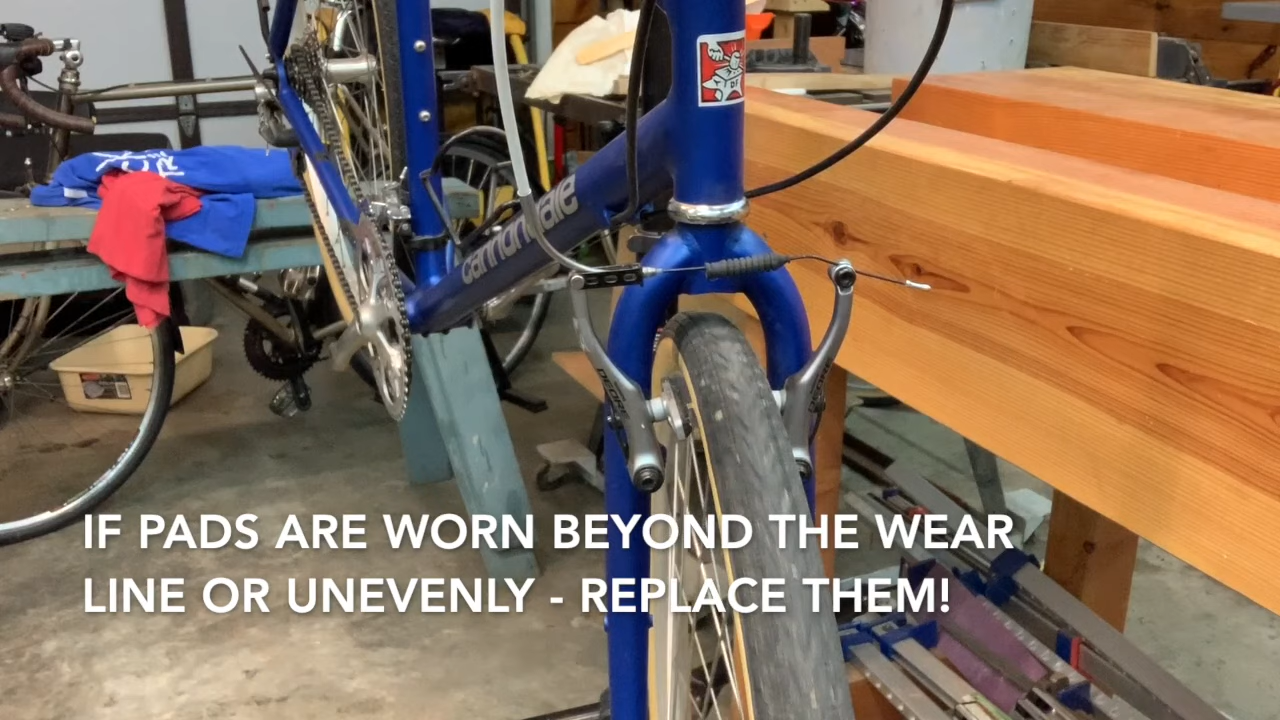 cannondale
IF PADS ARE WORN BEYOND THE WEAR
LINE OR UNEVENLY - REPLACE THEM!